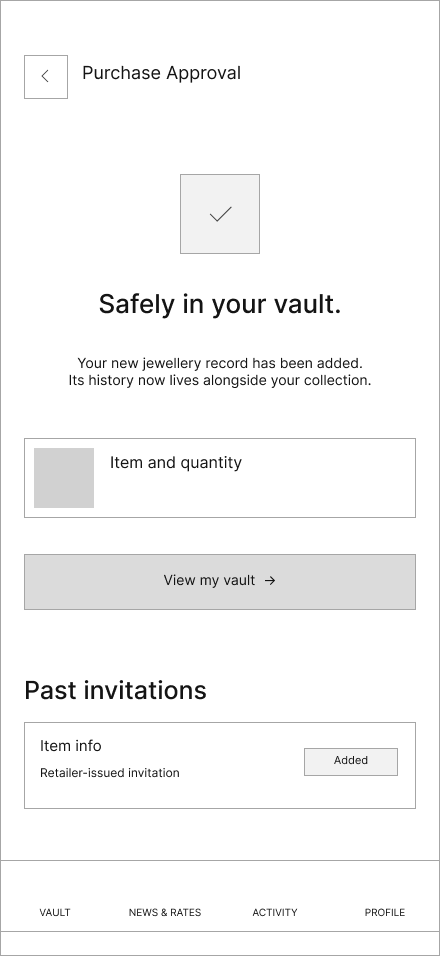 Purchase Approval
Safely in your vault.
Your new jewellery record has been added.
Its history now lives alongside your collection.
Item and quantity
View my vault →
Past invitations
Item info
Retailer-issued invitation
Added
VAULT
NEWS & RATES
ACTIVITY
PROFILE